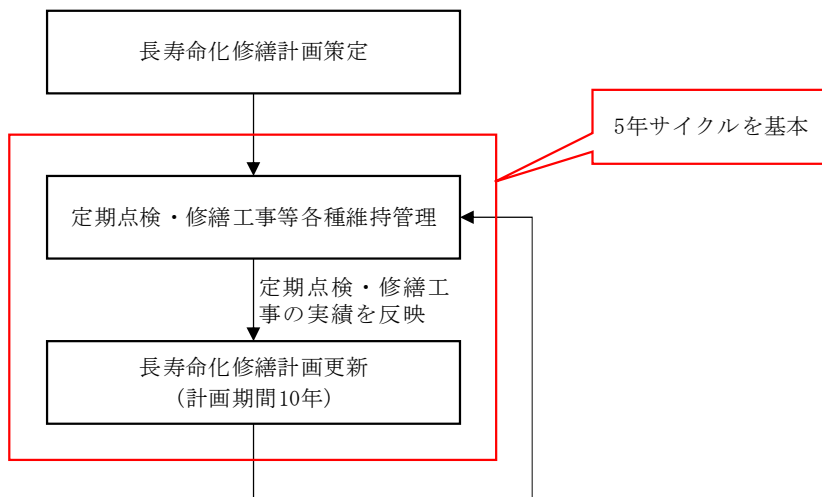 長寿命化修繕計画策定
5年サイクルを基本
定期点検・修繕工事等各種維持管理
定期点検・修繕工
事の実績を反映
長寿命化修繕計画更新
（計画期間10年）